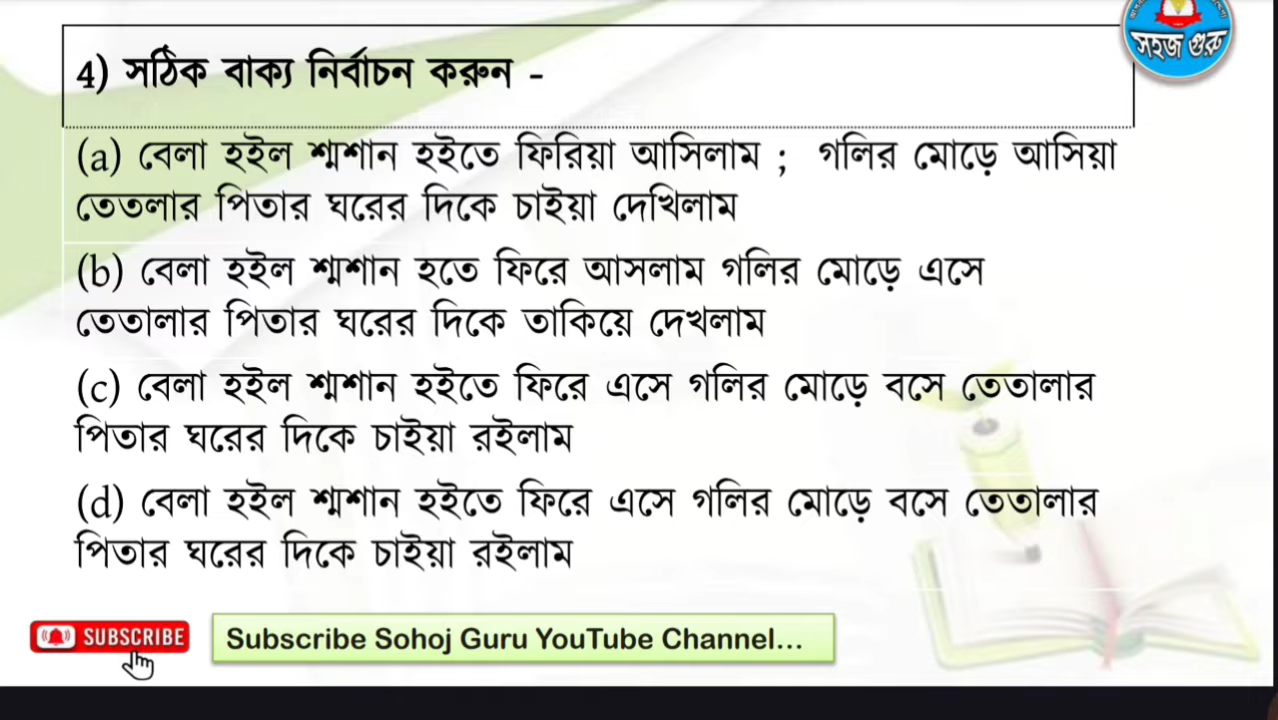 সহজ গুরু
4) সঠিক বাক্য নির্বাচন করুন -
(a) বেলা হইল শ্মশান হইতে ফিরিয়া আসিলাম ; গলির মোড়ে আসিয়া
তেতলার পিতার ঘরের দিকে চাইয়া দেখিলাম
(b) বেলা হইল শ্মশান হতে ফিরে আসলাম গলির মোড়ে এসে
তেতালার পিতার ঘরের দিকে তাকিয়ে দেখলাম
(c) বেলা হইল শ্মশান হইতে ফিরে এসে গলির মোড়ে বসে তেতালার
পিতার ঘরের দিকে চাইয়া রইলাম
(d) বেলা হইল শ্মশান হইতে ফিরে এসে গলির মোড়ে বসে তেতালার
পিতার ঘরের দিকে চাইয়া রইলাম
SUBSCRIBE
Subscribe Sohoj Guru YouTube Channel...